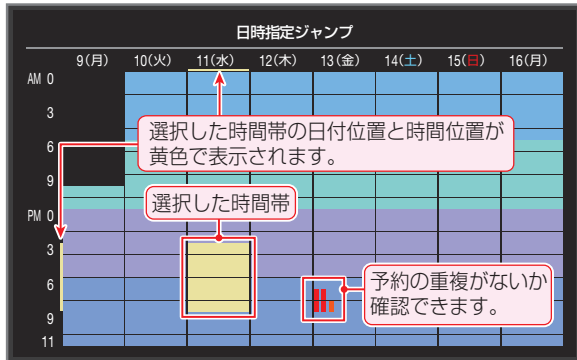 日時指定ジャンプ
9(月) 10(火) 11(水) 12(木) 13(金) 14(土) 15(日) 16(月)
AM 0
3
選択した時間帯の日付位置と時間位置が
黄色で表示されます。
6
9
選択した時間帯
PM 0
3
予約の重複がないか
確認できます。
6
9
11